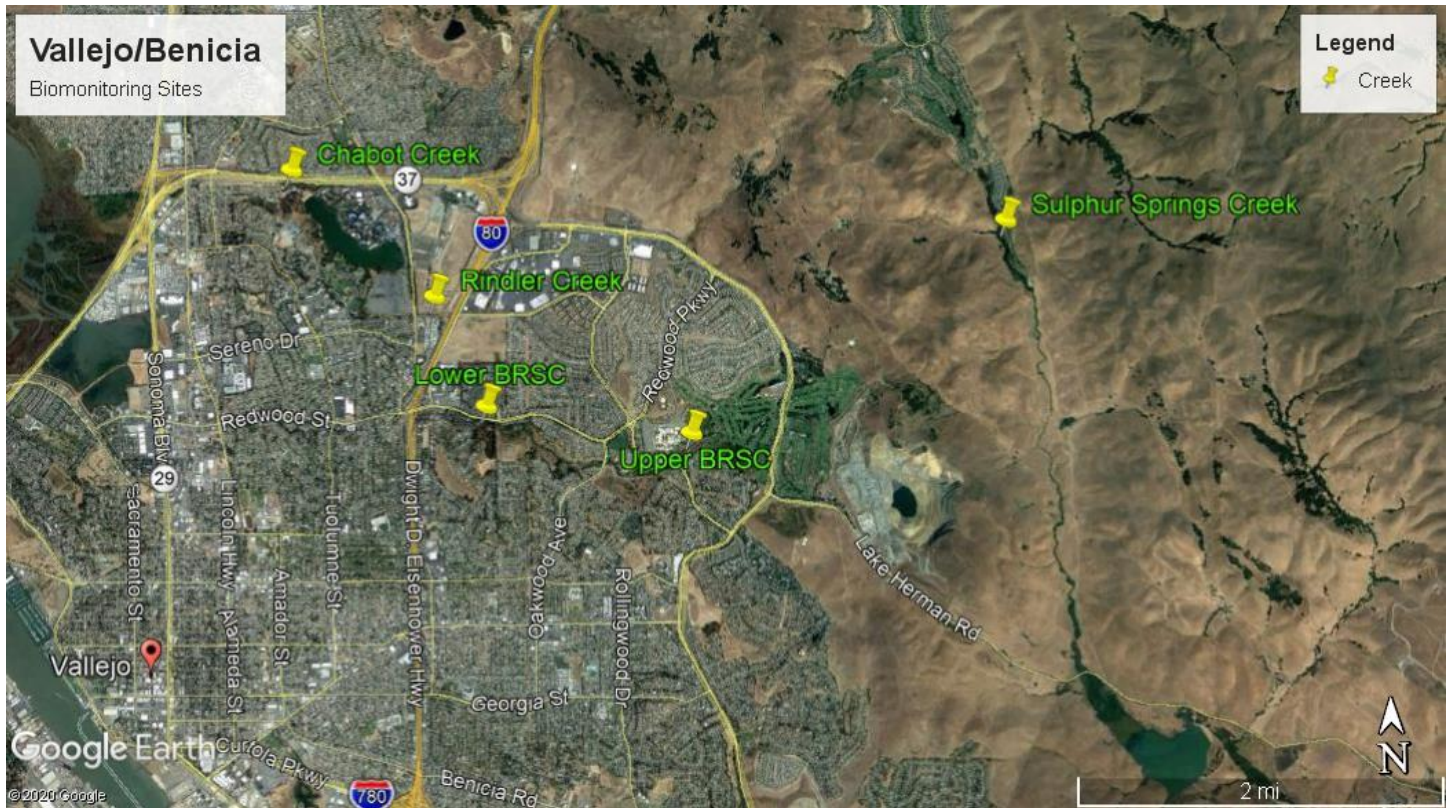 Vallejo/Benicia
Biomonitoring Sites
Legend
Creek
Chabot Creek
37
80
Sulphur Springs Creek
Rindler Creek
Redwood Pkwy
Sereno Dr
Lower BRSC
Sonoma Blvd
Redwood St
Upper BRSC
29
Sacramento St
Lincoln Hwy
Alameda St
Amador St
Tuolumne St
Dwight D. Eisenhower Hwy
Oakwood Ave
Rollingwood Dr
Lake Herman Rd
Vallejo
Georgia St
Google Earth
Curtola Pkwy
780
Benicia Rd
©2020 Google
N
2 mi